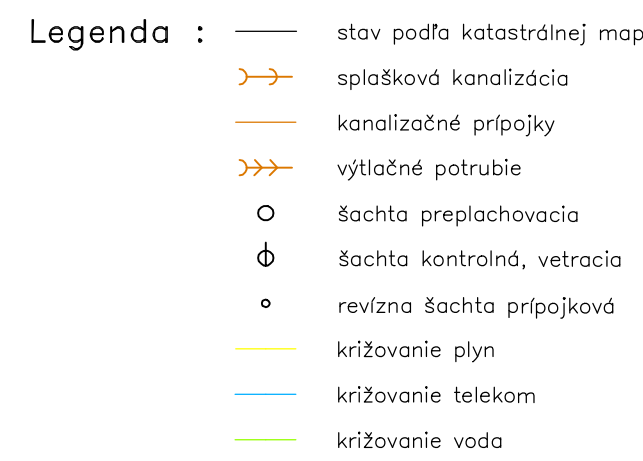 Legenda :
stav podľa katastrálnej map
splašková kanalizácia
kanalizačné prípojky
výtlačné potrubie
šachta preplachovacia
šachta kontrolná, vetracia
revízna šachta prípojková
križovanie plyn
križovanie telekom
križovanie voda